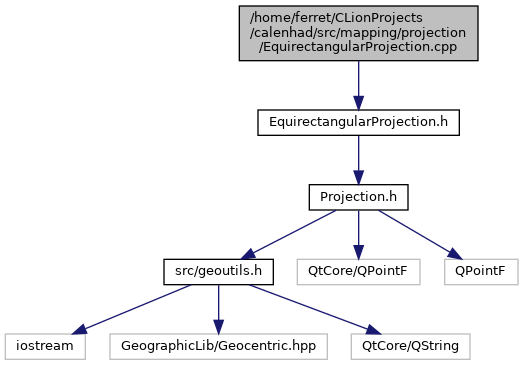 /home/ferret/CLionProjects
/calenhad/src/mapping/projection
/EquirectangularProjection.cpp
EquirectangularProjection.h
Projection.h
src/geoutils.h
QtCore/QPointF
QPointF
iostream
GeographicLib/Geocentric.hpp
QtCore/QString